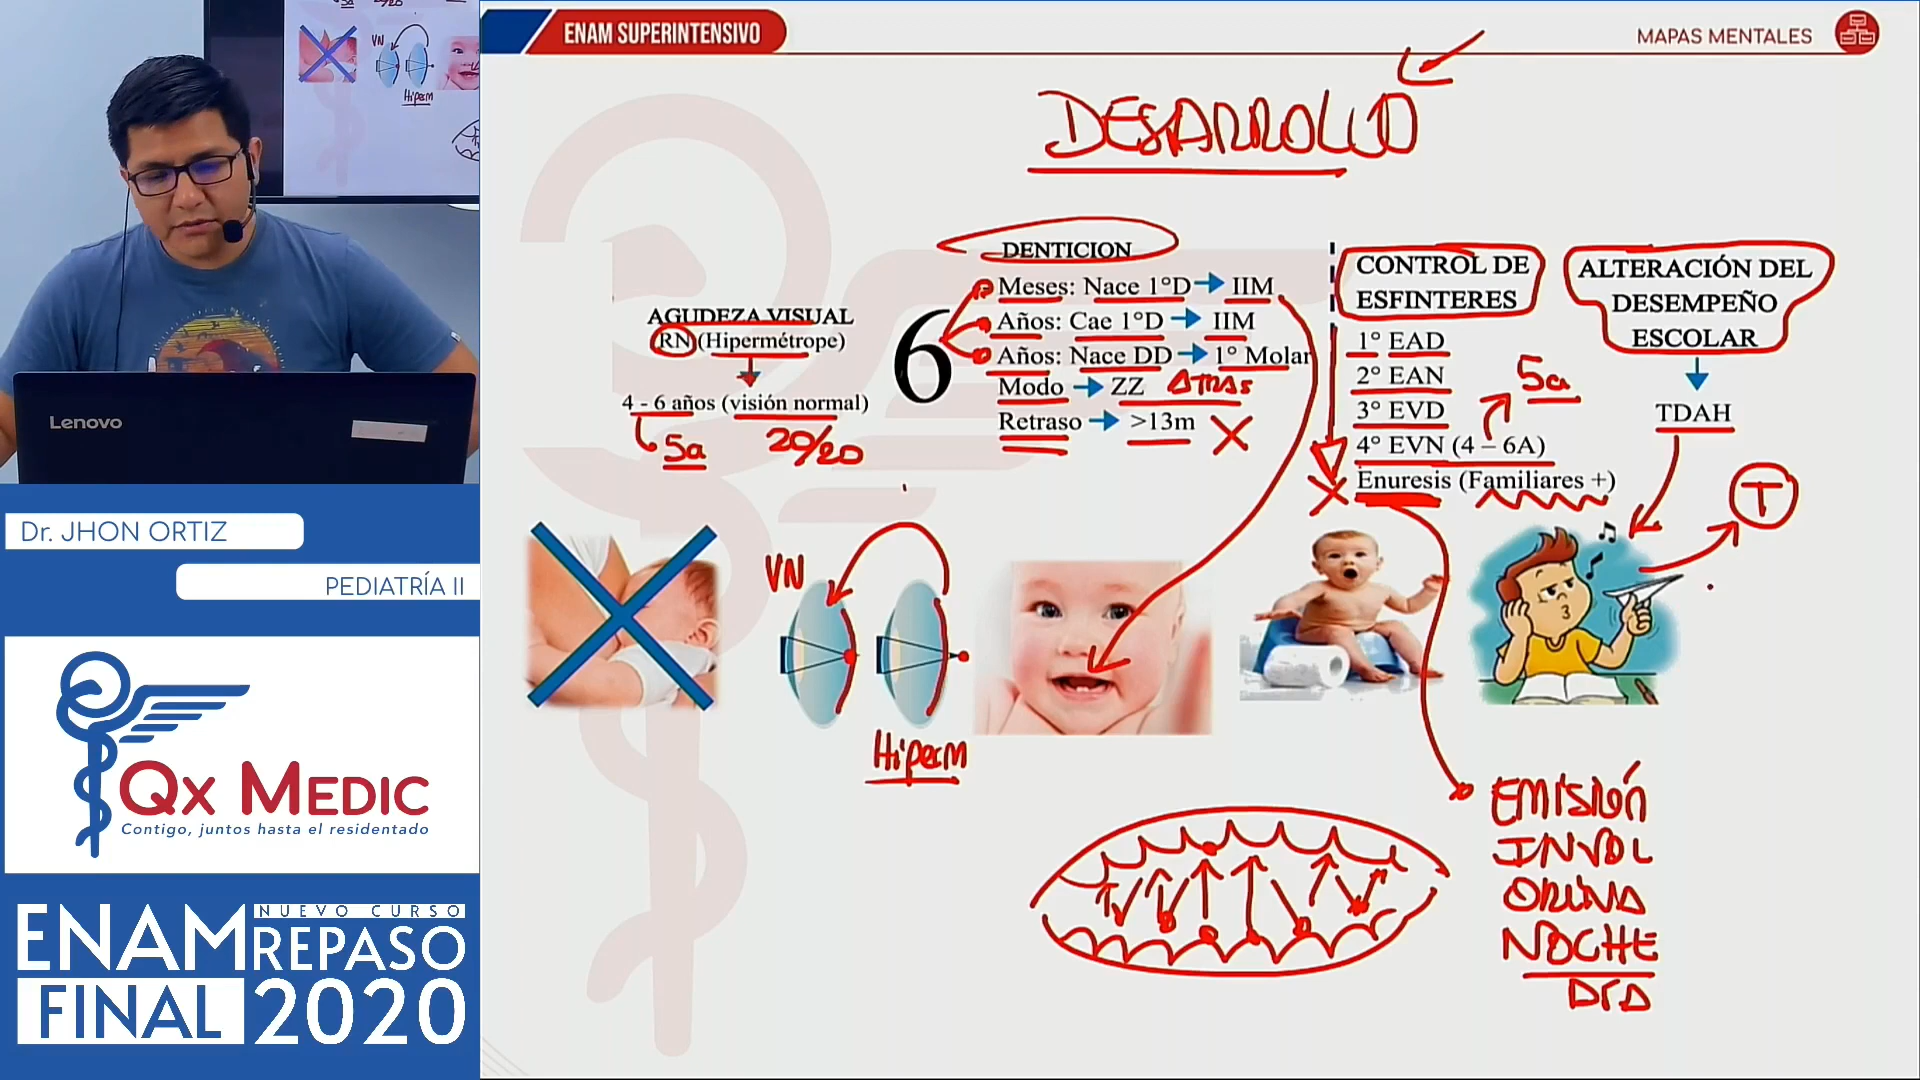 ENAM SUPERINTENSIVO
MAPAS MENTALES
DESARROLLO
AGUDEZA VISUAL
RN (Hipermétrope)
4 - 6 años (visión normal)
5a
20/20
6
DENTICION
Meses: Nace 1°D → IIM
Años: Cae 1°D → IIM
Años: Nace DD → 1° Molar
Modo → ZZ
Retraso → >13m
CONTROL DE
ESFINTERES
1° EAD
2° EAN
3° EVD
4° EVN (4 – 6A)
5a
Enuresis (Familiares +)
ALTERACIÓN DEL
DESEMPEÑO
ESCOLAR
TDAH
T
VN
Hiperm
EMISIÓN
INVOL
ORINA
NOCHE
VN
Hiperm
Lenovo
Dr. JHON ORTIZ
PEDIATRÍA II
Qx MEDIC
Contigo, juntos hasta el residentado
ENAM
NUEVO CURSO
REPASO
FINAL 2020